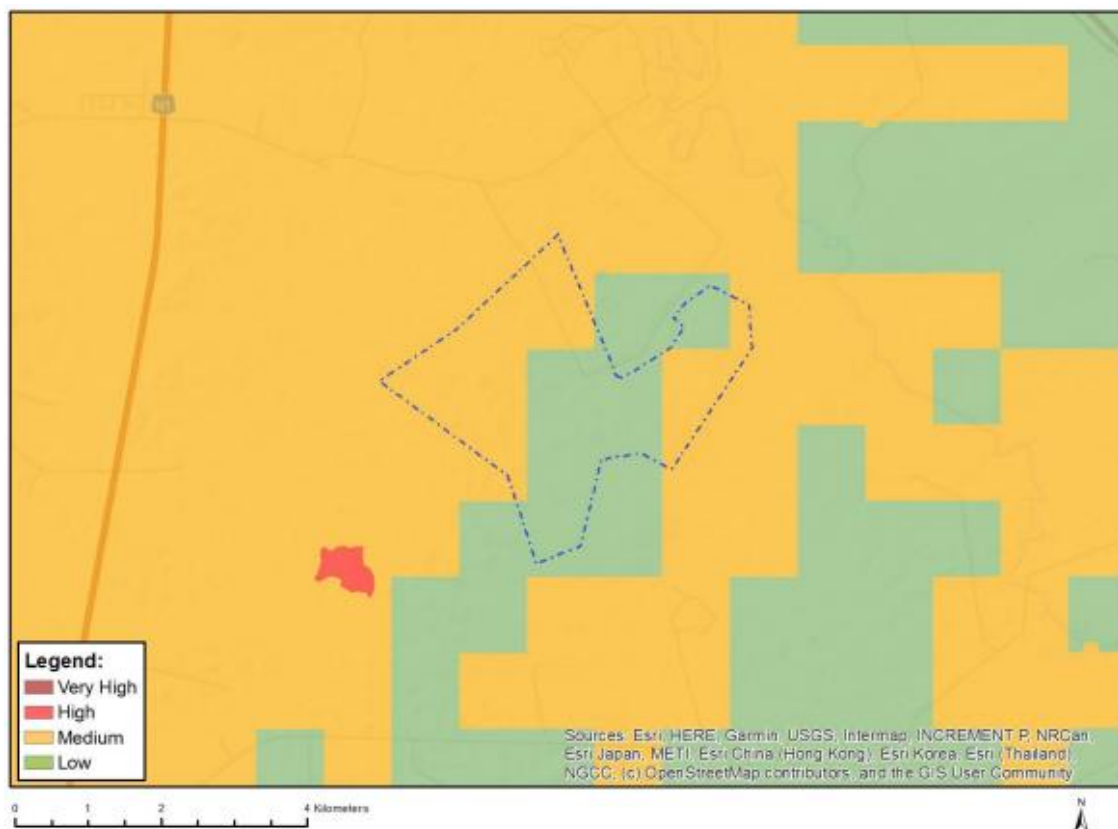 N1
Legend:
Very High
High
Medium
Low
Sources: Esri, HERE, Garmin, USGS, Intermap, INCREMENT P, NRCan,
Esri Japan, METI, Esri China (Hong Kong), Esri Korea, Esri (Thailand),
NGCC, (c) OpenStreetMap contributors, and the GIS User Community
0 1 2 4 Kilometers
N